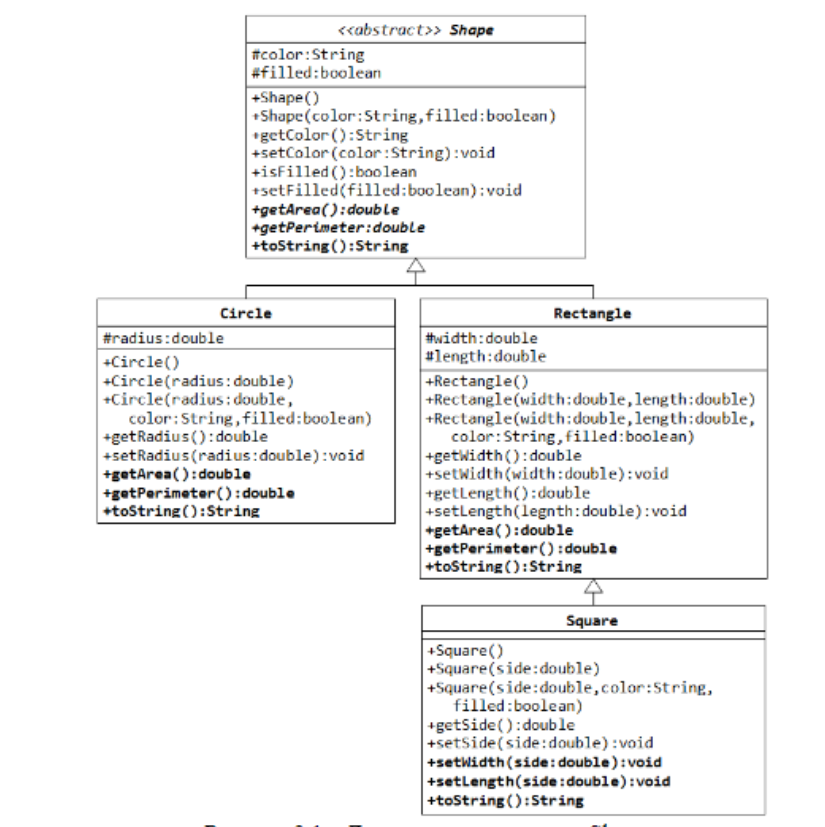 <<abstract>> Shape
#color:String
#filled:boolean
+Shape()
+Shape(color:String,filled:boolean)
+getColor():String
+setColor(color:String):void
+isFilled():boolean
+setFilled(filled:boolean):void
+getArea():double
+getPerimeter:double
+toString():String
Circle
#radius:double
+Circle()
+Circle(radius:double)
+Circle(radius:double,
color:String,filled:boolean)
+getRadius():double
+setRadius(radius:double):void
+getArea():double
+getPerimeter():double
+toString():String
Rectangle
#width:double
#length:double
+Rectangle()
+Rectangle(width:double,length:double)
+Rectangle(width:double,length:double,
color:String,filled:boolean)
+getWidth():double
+setWidth(width:double):void
+getLength():double
+setLength(legnth:double):void
+getArea():double
+getPerimeter():double
+toString():String
Square
+Square()
+Square(side:double)
+Square(side:double,color:String,
filled:boolean)
+getSide():double
+setSide(side:double):void
+setWidth(side:double):void
+setLength(side:double):void
+toString():String